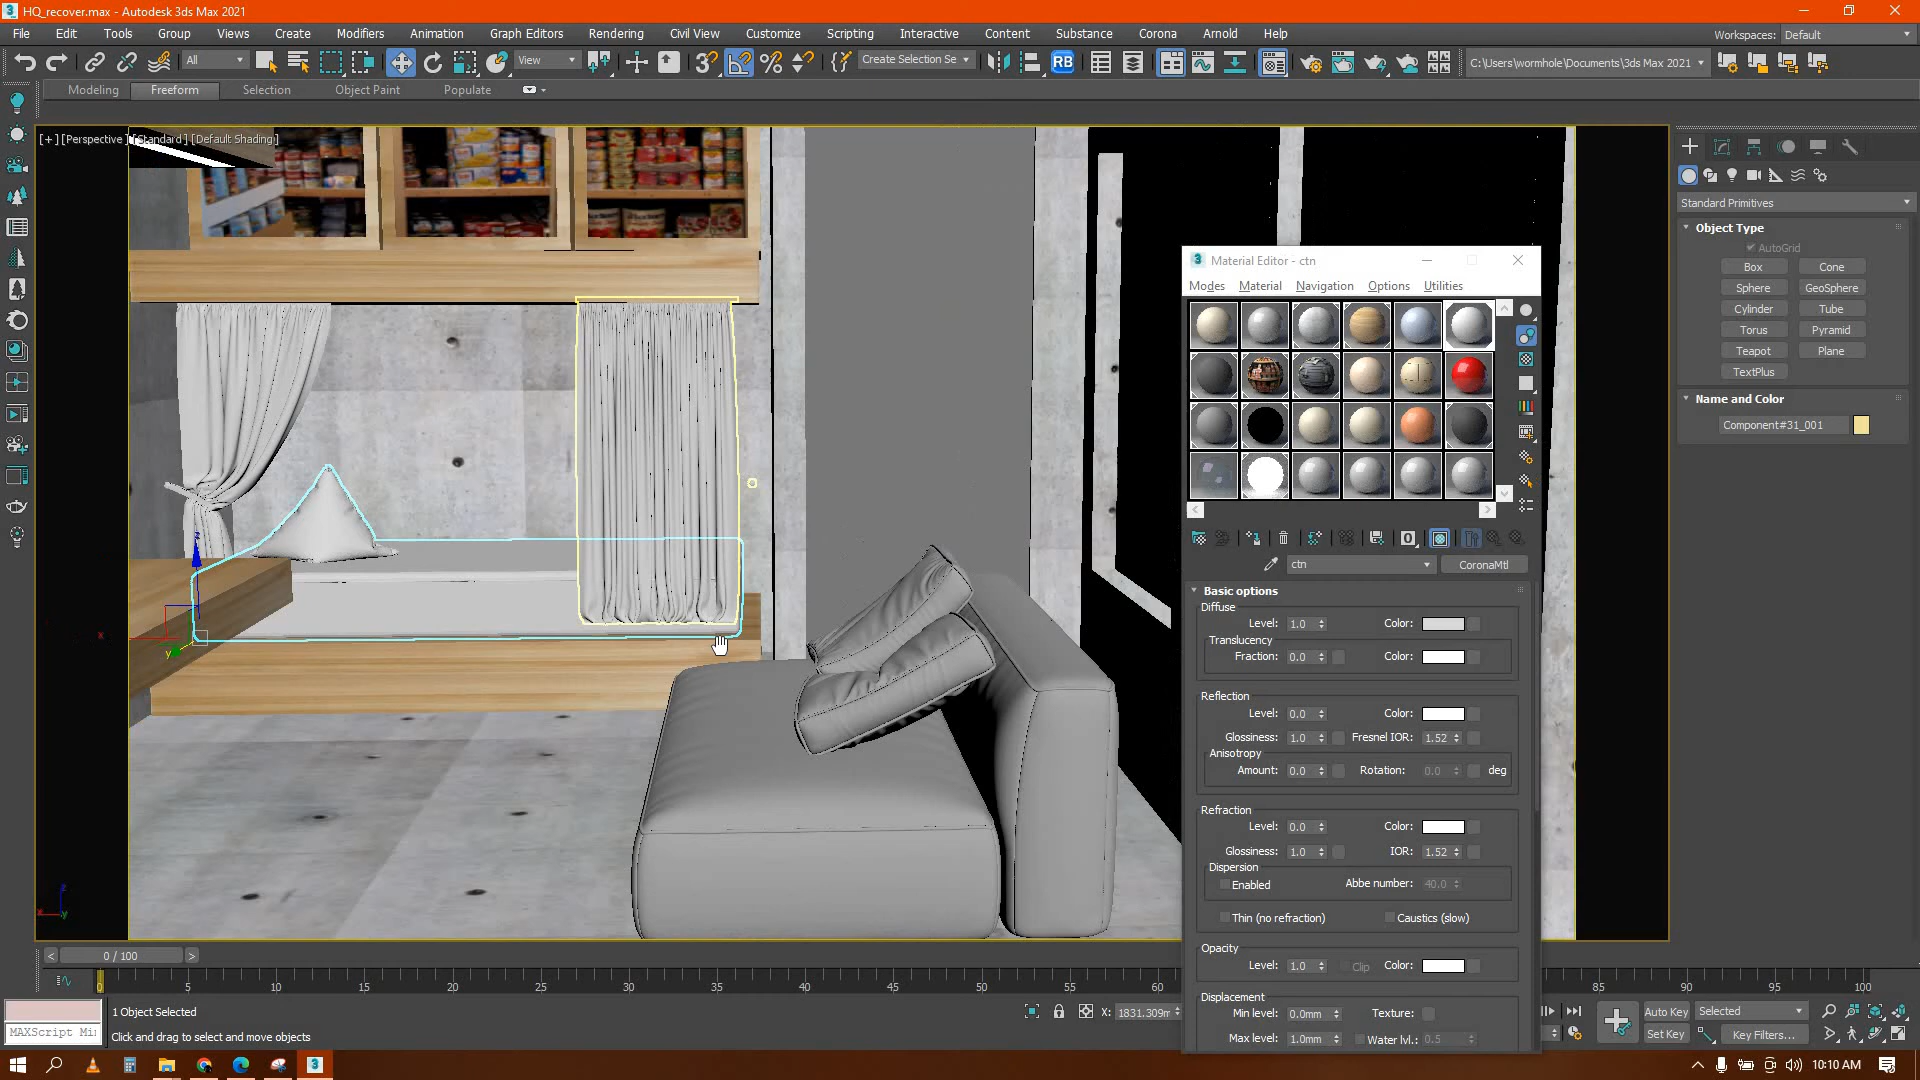 HQ_recover.max - Autodesk 3ds Max 2021
File Edit Tools Group Views Create Modifiers Animation Graph Editors Rendering Civil View Customize Scripting Interactive Content Substance Corona Arnold Help
Workspaces: Default
All View Create Selection Se RB C:\Users\wormhole\Documents\3ds Max 2021
Modeling Freeform Selection Object Paint Populate
[+] [Perspective ] [Standard ] [Default Shading]
Standard Primitives
Object Type
AutoGrid
Box Cone
Sphere GeoSphere
Cylinder Tube
Torus Pyramid
Teapot Plane
TextPlus
Name and Color
Component#31_001
Material Editor - ctn
Modes Material Navigation Options Utilities
ctn CoronaMtl
Basic options
Diffuse
Level: 1.0 Color:
Translucency
Fraction: 0.0 Color:
Reflection
Level: 0.0 Color:
Glossiness: 1.0 Fresnel IOR: 1.52
Anisotropy
Amount: 0.0 Rotation: 0.0 deg
Refraction
Level: 0.0 Color:
Glossiness: 1.0 IOR: 1.52
Dispersion
Enabled Abbe number: 40.0
Thin (no refraction) Caustics (slow)
Opacity
Level: 1.0 Clip Color:
Displacement
Min level: 0.0mm Texture:
Max level: 1.0mm Water lvl.: 0.5
z
x
y
z
x
y
< 0 / 100 >
0 5 10 15 20 25 30 35 40 45 50 55 60 85 90 95 100
1 Object Selected
X: 1831.309m
Auto Key Selected
MAXScript Mi
Click and drag to select and move objects
Set Key Key Filters...
10:10 AM